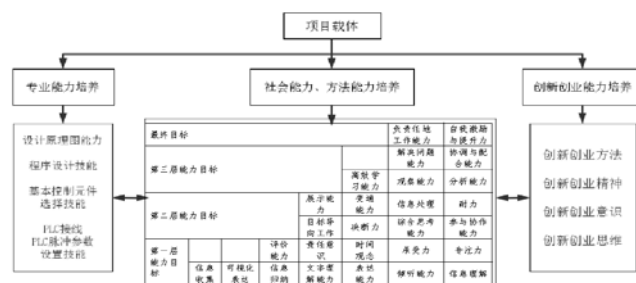 项目载体
专业能力培养
社会能力、方法能力培养
创新创业能力培养
设计原理图能力
程序设计技能
基本控制元件
选择技能
PLC接线
PLC脉冲参数
设置技能
最终目标
负责任地
工作能力
自我激励
与提升力
第三层能力目标
解决问题
能力
协调与配
合能力
高效学
习能力
观察能力
分析能力
第二层能力目标
展示能
力
变通
能力
信息处理
耐力
目标导
向工作
决断力
综合思考
能力
参与协作
能力
第一层
能力目
标
评价
能力
责任意
识
时间
观念
承受力
专注力
信息
收集
可视化
表达
信息
归纳
文字理
解能力
表达
能力
倾听能力
信息理解
创新创业方法
创新创业精神
创新创业意识
创新创业思维